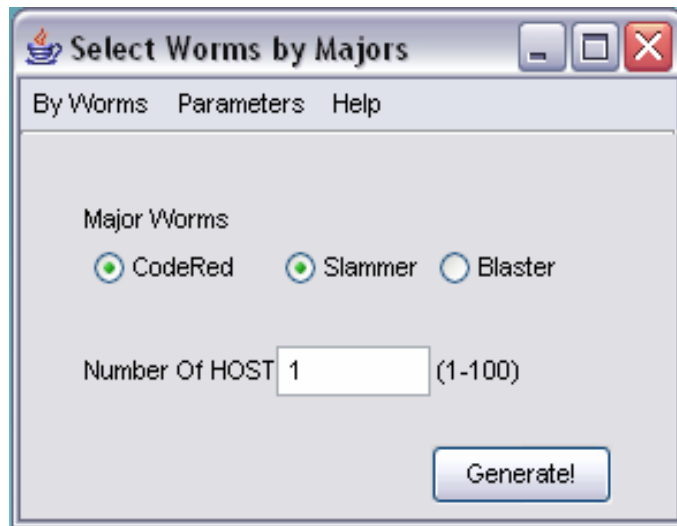 Select Worms by Majors
By Worms Parameters Help
Major Worms
CodeRed Slammer Blaster
Number Of HOST 1 (1-100)
Generate!